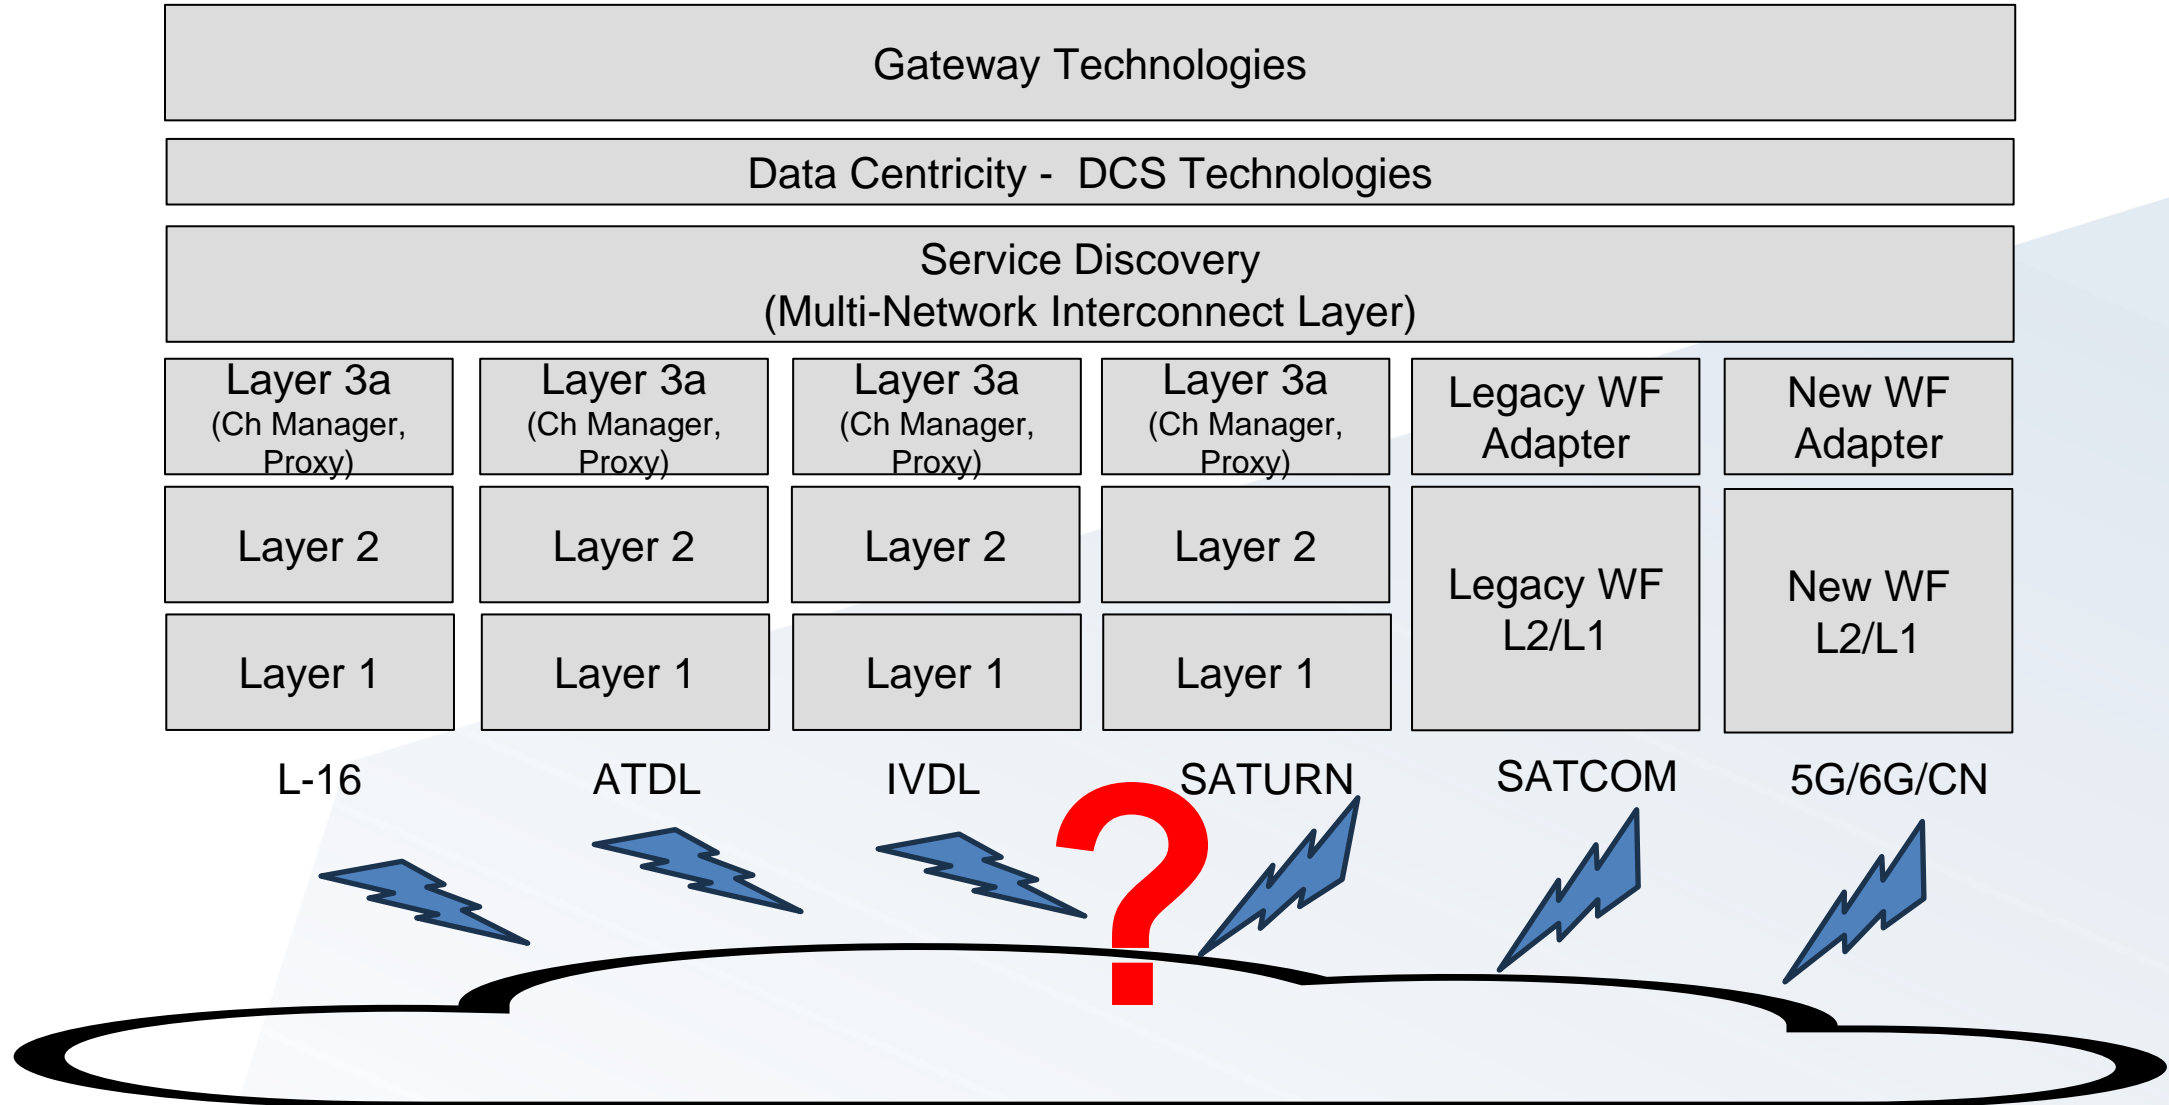 Gateway Technologies
Data Centricity -  DCS Technologies
Service Discovery
(Multi-Network Interconnect Layer)
Layer 3a
(Ch Manager,
Proxy)
Layer 3a
(Ch Manager,
Proxy)
Layer 3a
(Ch Manager,
Proxy)
Layer 3a
(Ch Manager,
Proxy)
Legacy WF
Adapter
New WF
Adapter
Layer 2
Layer 2
Layer 2
Layer 2
Legacy WF
L2/L1
New WF
L2/L1
Layer 1
Layer 1
Layer 1
Layer 1
L-16
ATDL
IVDL
SATURN
SATCOM
5G/6G/CN
?